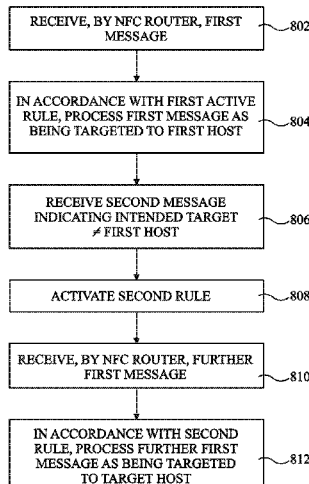 RECEIVE, BY NFC ROUTER, FIRST
MESSAGE
802
IN ACCORDANCE WITH FIRST ACTIVE
RULE, PROCESS FIRST MESSAGE AS
BEING TARGETED TO FIRST HOST
804
RECEIVE SECOND MESSAGE
INDICATING INTENDED TARGET
≠ FIRST HOST
806
ACTIVATE SECOND RULE
808
RECEIVE, BY NFC ROUTER, FURTHER
FIRST MESSAGE
810
IN ACCORDANCE WITH SECOND
RULE, PROCESS FURTHER FIRST
MESSAGE AS BEING TARGETED
TO TARGET HOST
812